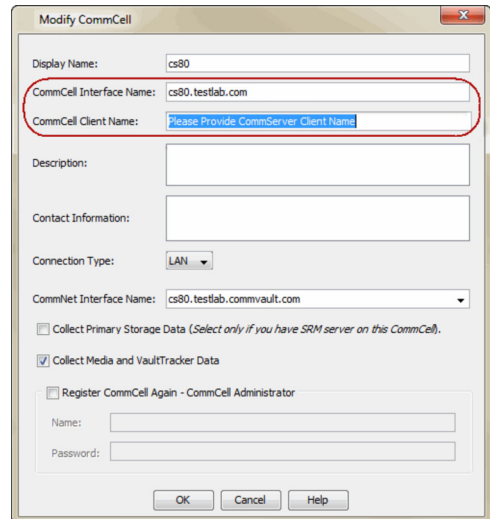 Modify CommCell
Display Name: cs80
CommCell Interface Name: cs80.testlab.com
CommCell Client Name: Please Provide CommServer Client Name
Description:
Contact Information:
Connection Type: LAN
CommNet Interface Name: cs80.testlab.commvault.com
Collect Primary Storage Data (Select only if you have SRM server on this CommCell).
Collect Media and VaultTracker Data
Register CommCell Again - CommCell Administrator
Name:
Password:
OK Cancel Help